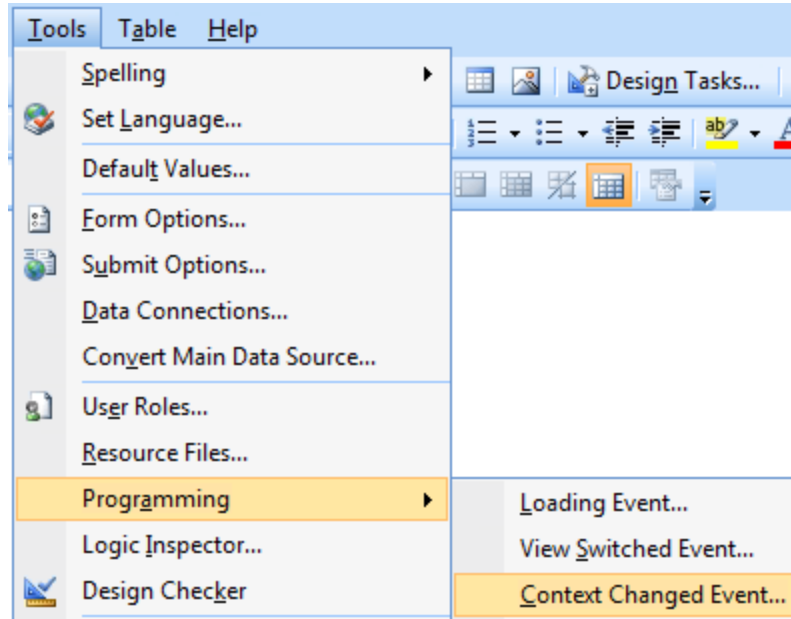 Tools Table Help
Spelling
Design Tasks...
Set Language...
Default Values...
Form Options...
Submit Options...
Data Connections...
Convert Main Data Source...
User Roles...
Resource Files...
Programming
Loading Event...
Logic Inspector...
View Switched Event...
Design Checker
Context Changed Event...